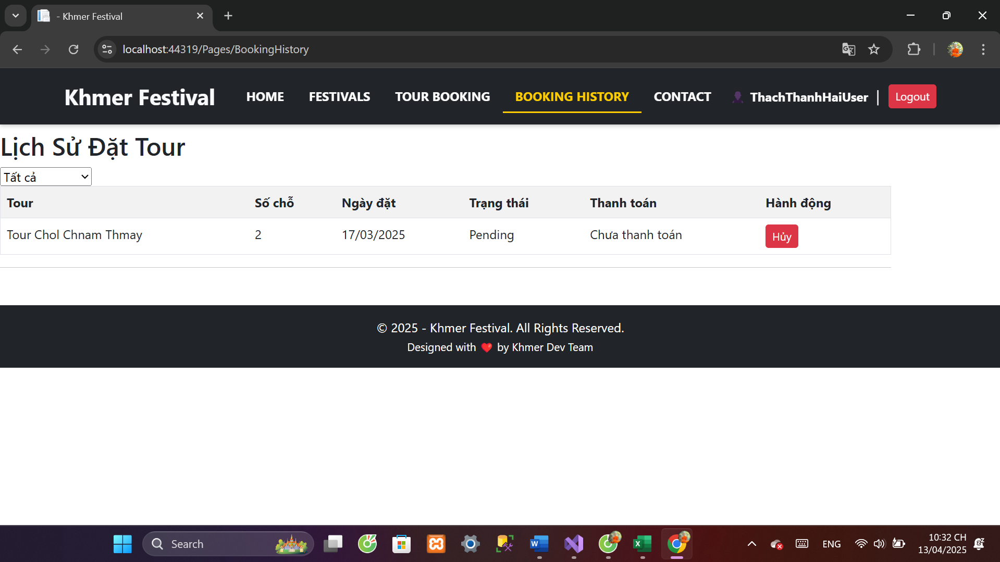 - Khmer Festival
localhost:44319/Pages/BookingHistory
Khmer Festival HOME FESTIVALS TOUR BOOKING BOOKING HISTORY CONTACT ThachThanhHaiUser | Logout
Lịch Sử Đặt Tour
Tất cả
Tour Số chỗ Ngày đặt Trạng thái Thanh toán Hành động
Tour Chol Chnam Thmay 2 17/03/2025 Pending Chưa thanh toán Hủy
© 2025 - Khmer Festival. All Rights Reserved.
Designed with ❤️ by Khmer Dev Team
Search ENG 10:32 CH
13/04/2025